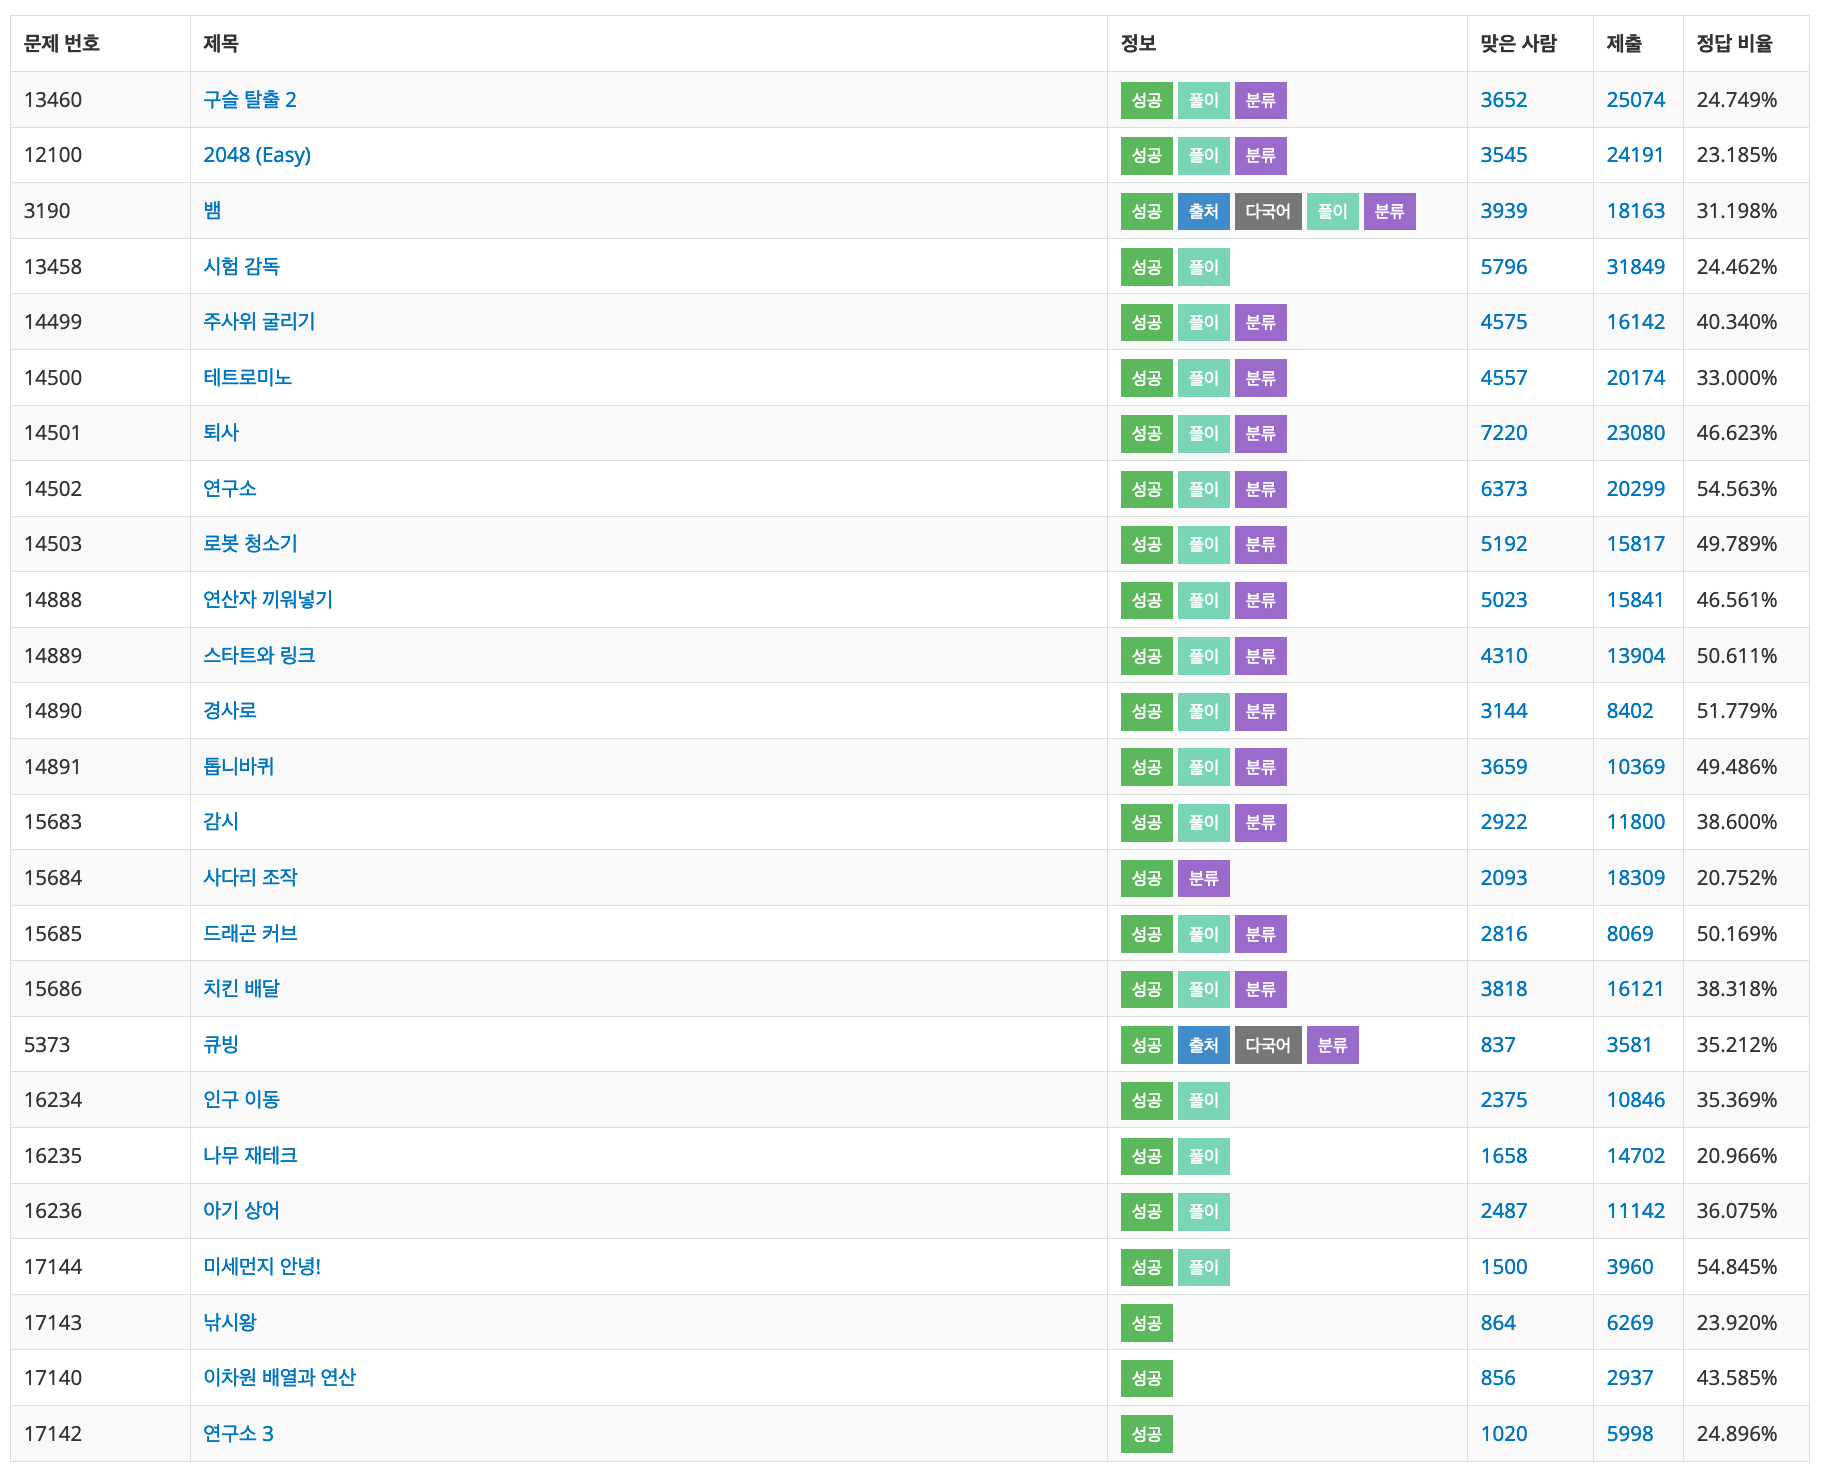 문제 번호 제목 정보 맞은 사람 제출 정답 비율
13460 구슬 탈출 2 성공 풀이 분류 3652 25074 24.749%
12100 2048 (Easy) 성공 풀이 분류 3545 24191 23.185%
3190 뱀 성공 출처 다국어 풀이 분류 3939 18163 31.198%
13458 시험 감독 성공 풀이 5796 31849 24.462%
14499 주사위 굴리기 성공 풀이 분류 4575 16142 40.340%
14500 테트로미노 성공 풀이 분류 4557 20174 33.000%
14501 퇴사 성공 풀이 분류 7220 23080 46.623%
14502 연구소 성공 풀이 분류 6373 20299 54.563%
14503 로봇 청소기 성공 풀이 분류 5192 15817 49.789%
14888 연산자 끼워넣기 성공 풀이 분류 5023 15841 46.561%
14889 스타트와 링크 성공 풀이 분류 4310 13904 50.611%
14890 경사로 성공 풀이 분류 3144 8402 51.779%
14891 톱니바퀴 성공 풀이 분류 3659 10369 49.486%
15683 감시 성공 풀이 분류 2922 11800 38.600%
15684 사다리 조작 성공 분류 2093 18309 20.752%
15685 드래곤 커브 성공 풀이 분류 2816 8069 50.169%
15686 치킨 배달 성공 풀이 분류 3818 16121 38.318%
5373 큐빙 성공 출처 다국어 분류 837 3581 35.212%
16234 인구 이동 성공 풀이 2375 10846 35.369%
16235 나무 재테크 성공 풀이 1658 14702 20.966%
16236 아기 상어 성공 풀이 2487 11142 36.075%
17144 미세먼지 안녕! 성공 풀이 1500 3960 54.845%
17143 낚시왕 성공 864 6269 23.920%
17140 이차원 배열과 연산 성공 856 2937 43.585%
17142 연구소 3 성공 1020 5998 24.896%